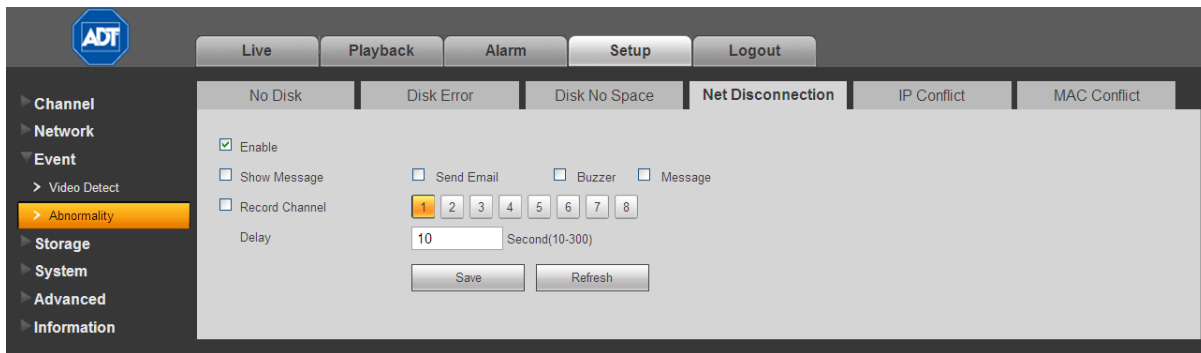 ADT
Live Playback Alarm Setup Logout
Channel
Network
Event
Video Detect
Abnormality
Storage
System
Advanced
Information
No Disk Disk Error Disk No Space Net Disconnection IP Conflict MAC Conflict
Enable
Show Message Send Email Buzzer Message
Record Channel 1 2 3 4 5 6 7 8
Delay 10 Second(10-300)
Save Refresh